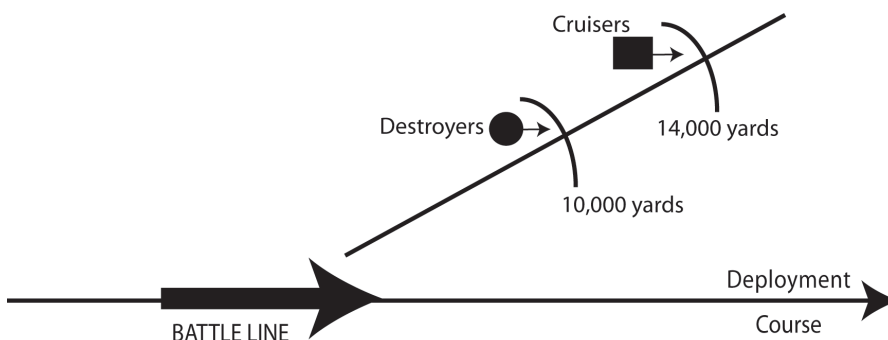 Cruisers
14,000 yards
Destroyers
10,000 yards
Deployment
Course
BATTLE LINE